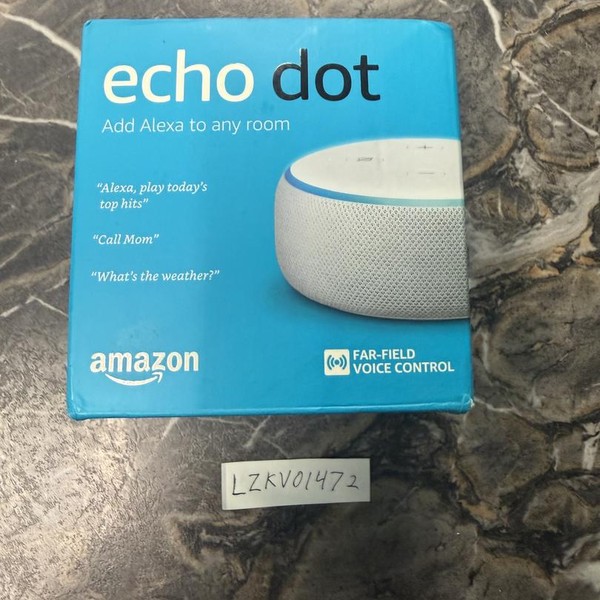 echo dot
Add Alexa to any room
“Alexa, play today’s
top hits”
“Call Mom”
“What’s the weather?”
amazon
FAR-FIELD
VOICE CONTROL
LZKV01472